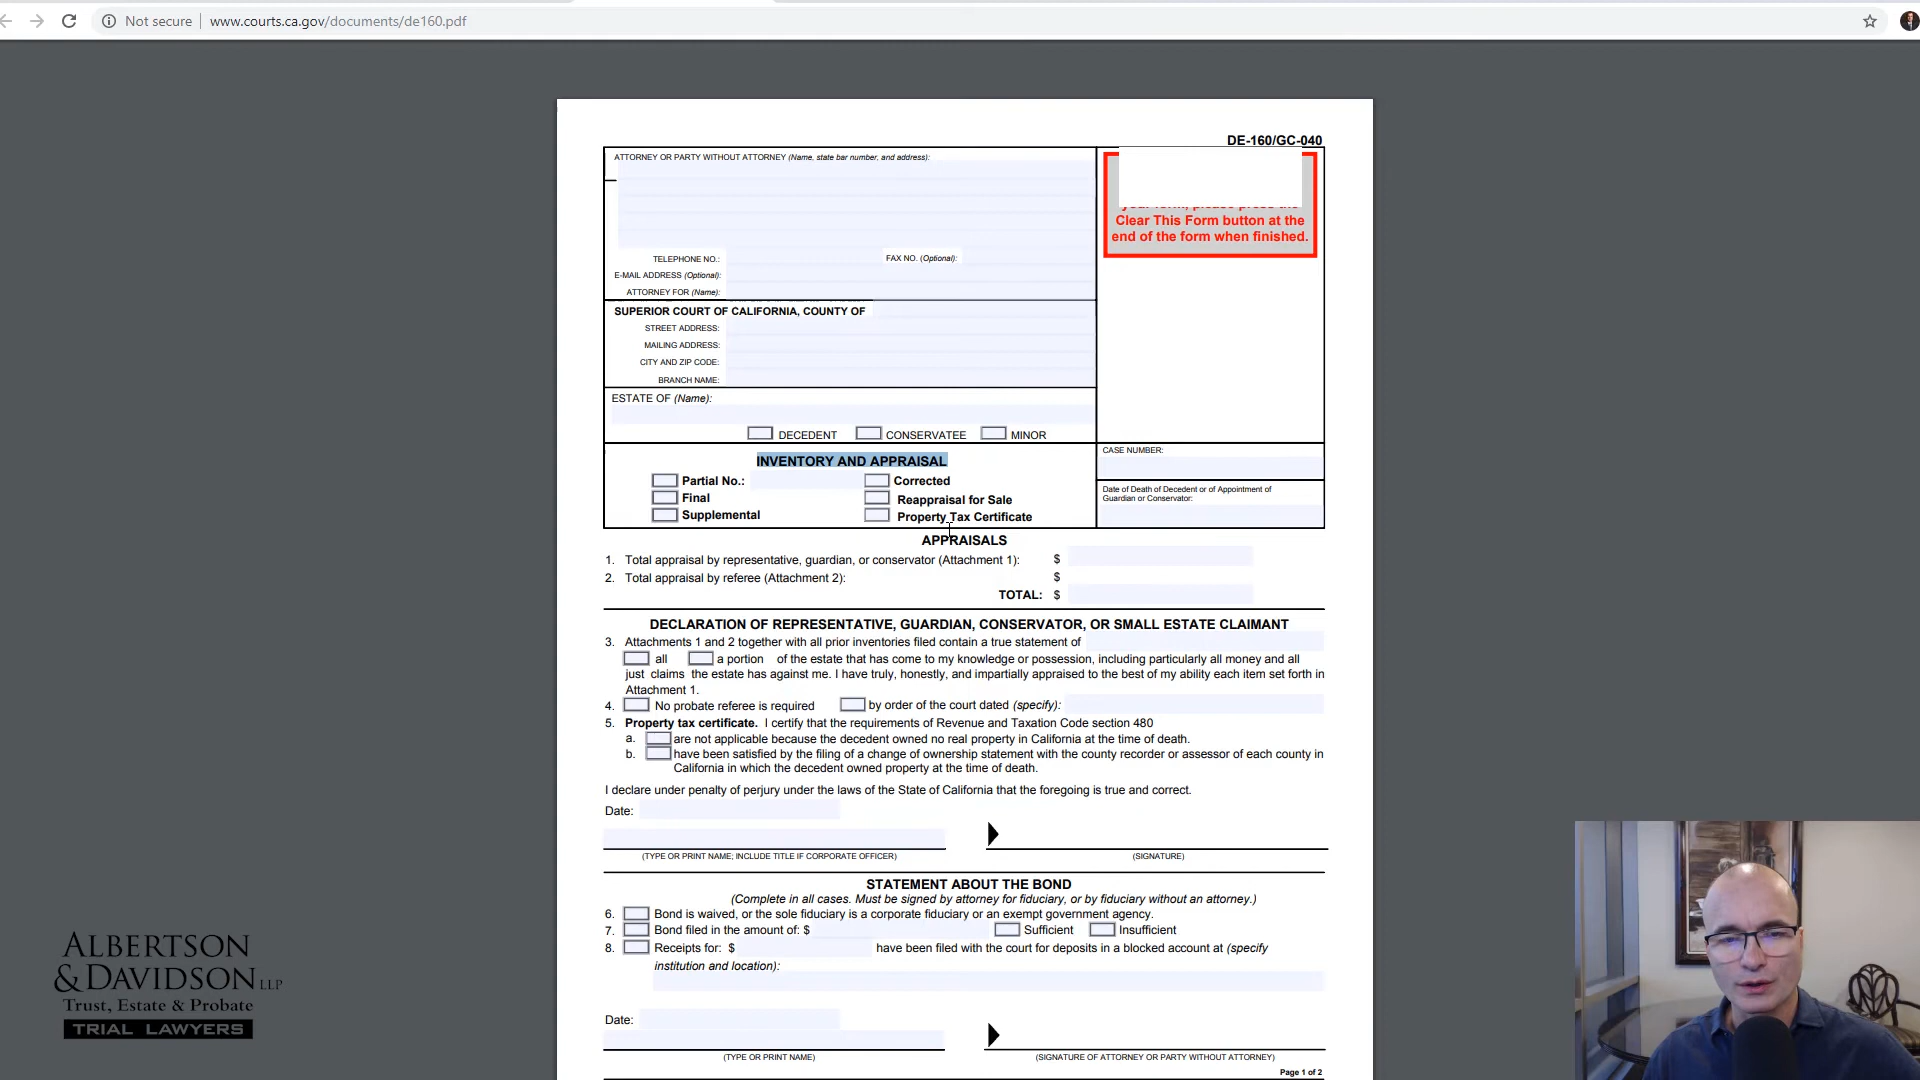 Not secure
www.courts.ca.gov/documents/de160.pdf
DE-160/GC-040
ATTORNEY OR PARTY WITHOUT ATTORNEY (Name, state bar number, and address):
Clear This Form button at the
end of the form when finished.
TELEPHONE NO.:
FAX NO. (Optional):
E-MAIL ADDRESS (Optional):
ATTORNEY FOR (Name):
SUPERIOR COURT OF CALIFORNIA, COUNTY OF
STREET ADDRESS:
MAILING ADDRESS:
CITY AND ZIP CODE:
BRANCH NAME:
ESTATE OF (Name):
DECEDENT CONSERVATEE MINOR
INVENTORY AND APPRAISAL
Partial No.: Corrected
Final Reappraisal for Sale
Supplemental Property Tax Certificate
CASE NUMBER:
Date of Death of Decedent or of Appointment of
Guardian or Conservator:
APPRAISALS
1. Total appraisal by representative, guardian, or conservator (Attachment 1): $
2. Total appraisal by referee (Attachment 2): $
TOTAL: $
DECLARATION OF REPRESENTATIVE, GUARDIAN, CONSERVATOR, OR SMALL ESTATE CLAIMANT
3. Attachments 1 and 2 together with all prior inventories filed contain a true statement of
all a portion of the estate that has come to my knowledge or possession, including particularly all money and all
just claims the estate has against me. I have truly, honestly, and impartially appraised to the best of my ability each item set forth in
Attachment 1.
4. No probate referee is required by order of the court dated (specify):
5. Property tax certificate. I certify that the requirements of Revenue and Taxation Code section 480
a. are not applicable because the decedent owned no real property in California at the time of death.
b. have been satisfied by the filing of a change of ownership statement with the county recorder or assessor of each county in
California in which the decedent owned property at the time of death.
I declare under penalty of perjury under the laws of the State of California that the foregoing is true and correct.
Date:
(TYPE OR PRINT NAME; INCLUDE TITLE IF CORPORATE OFFICER) (SIGNATURE)
STATEMENT ABOUT THE BOND
(Complete in all cases. Must be signed by attorney for fiduciary, or by fiduciary without an attorney.)
6. Bond is waived, or the sole fiduciary is a corporate fiduciary or an exempt government agency.
7. Bond filed in the amount of: $ Sufficient Insufficient
8. Receipts for: $ have been filed with the court for deposits in a blocked account at (specify
institution and location):
Date:
(TYPE OR PRINT NAME) (SIGNATURE OF ATTORNEY OR PARTY WITHOUT ATTORNEY)
Page 1 of 2
ALBERTSON
& DAVIDSON LLP
Trust, Estate & Probate
TRIAL LAWYERS